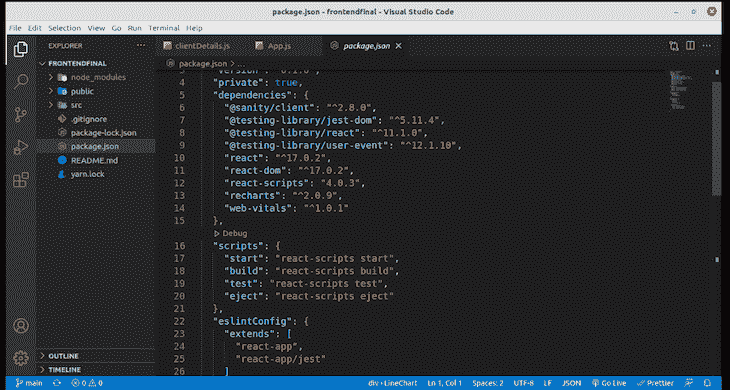 package.json - frontendfinal - Visual Studio Code
File Edit Selection View Go Run Terminal Help
EXPLORER
clientDetails.js
App.js
package.json
FRONTENDFINAL
node_modules
public
src
.gitignore
package-lock.json
package.json
README.md
yarn.lock
OUTLINE
TIMELINE
package.json > ...
4 "private": true,
5 "dependencies": {
6 "@sanity/client": "^2.8.0",
7 "@testing-library/jest-dom": "^5.11.4",
8 "@testing-library/react": "^11.1.0",
9 "@testing-library/user-event": "^12.1.10",
10 "react": "^17.0.2",
11 "react-dom": "^17.0.2",
12 "react-scripts": "4.0.3",
13 "recharts": "^2.0.9",
14 "web-vitals": "^1.0.1"
15 },
Debug
16 "scripts": {
17 "start": "react-scripts start",
18 "build": "react-scripts build",
19 "test": "react-scripts test",
20 "eject": "react-scripts eject"
21 },
22 "eslintConfig": {
23 "extends": [
24 "react-app",
25 "react-app/jest"
26 ]
main 0 0 div › LineChart Ln 1, Col 1 Spaces: 2 UTF-8 LF JSON Go Live Prettier